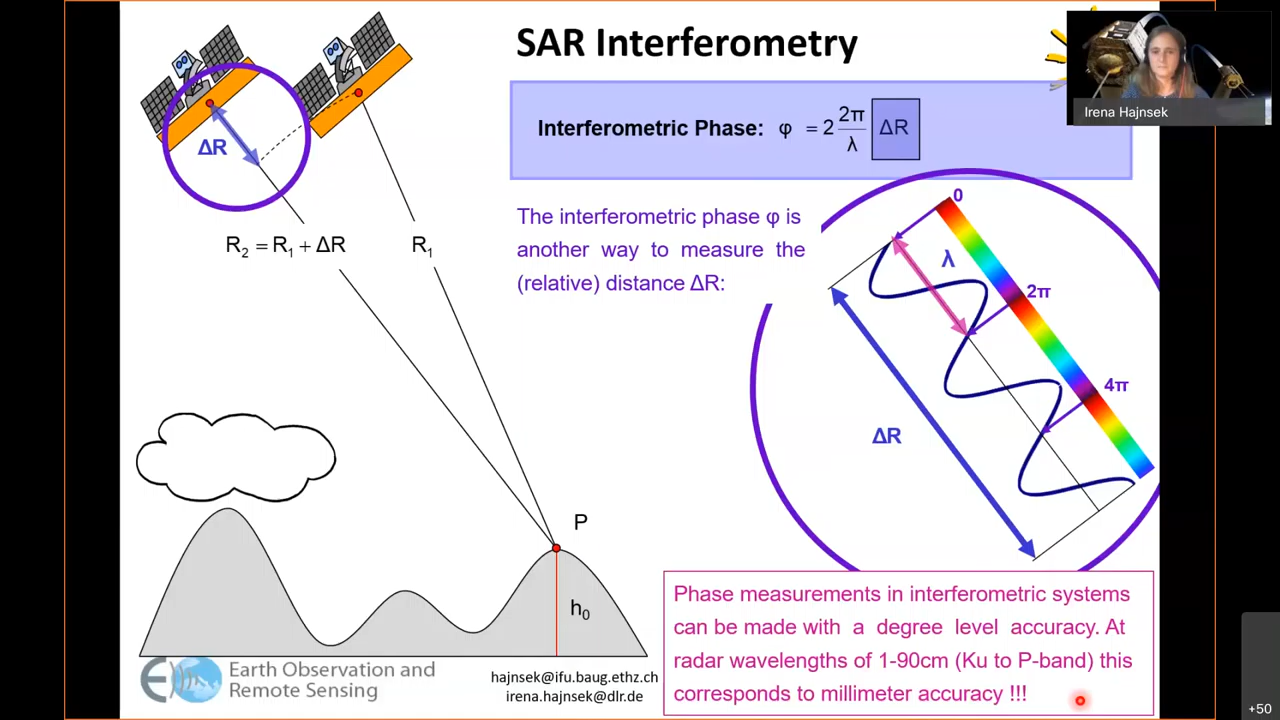 SAR Interferometry
Irena Hajnsek
Interferometric Phase: φ = 2 2π/λ ΔR
ΔR
R₂ = R₁ + ΔR
R₁
The interferometric phase φ is
another way to measure the
(relative) distance ΔR:
0
λ
2π
4π
ΔR
P
h₀
Phase measurements in interferometric systems
can be made with a degree level accuracy. At
radar wavelengths of 1-90cm (Ku to P-band) this
corresponds to millimeter accuracy !!!
Earth Observation and
Remote Sensing
hajnsek@ifu.baug.ethz.ch
irena.hajnsek@dlr.de
+50